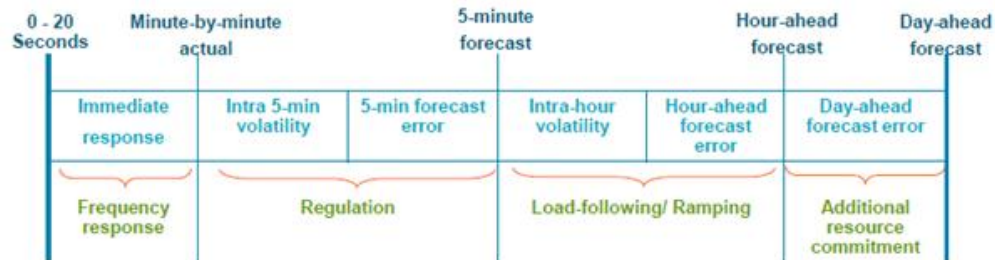 0 - 20
Seconds
Minute-by-minute
actual
5-minute
forecast
Hour-ahead
forecast
Day-ahead
forecast
Immediate
response
Intra 5-min
volatility
5-min forecast
error
Intra-hour
volatility
Hour-ahead
forecast
error
Day-ahead
forecast error
Frequency
response
Regulation
Load-following/ Ramping
Additional
resource
commitment